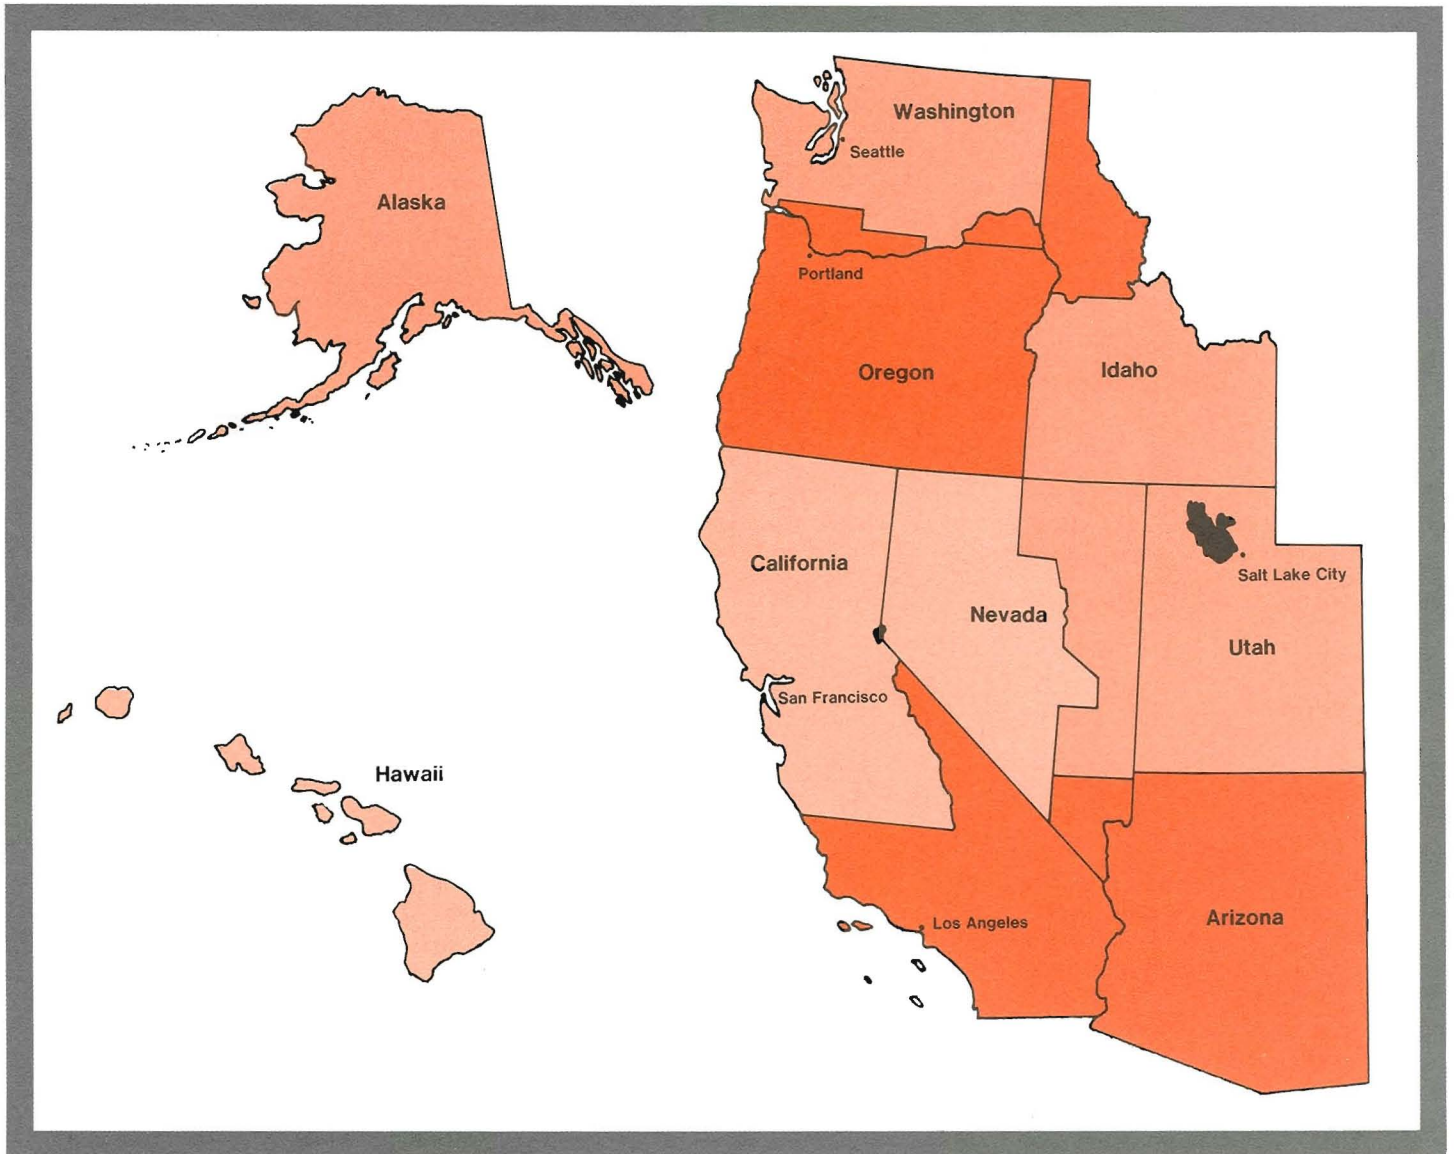 Washington
Seattle
Alaska
Portland
Oregon
Idaho
California
Salt Lake City
Nevada
Utah
San Francisco
Hawaii
Arizona
Los Angeles